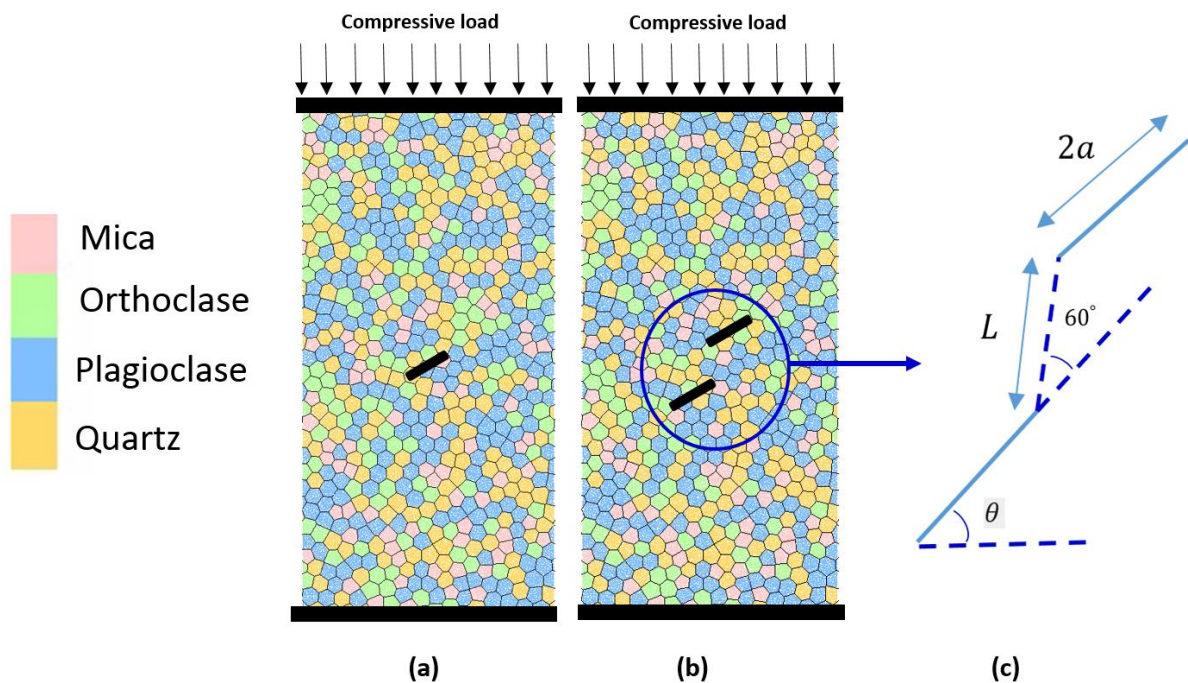 Compressive load
Compressive load
Mica
Orthoclase
Plagioclase
Quartz
2a
L
60°
θ
(a)
(b)
(c)